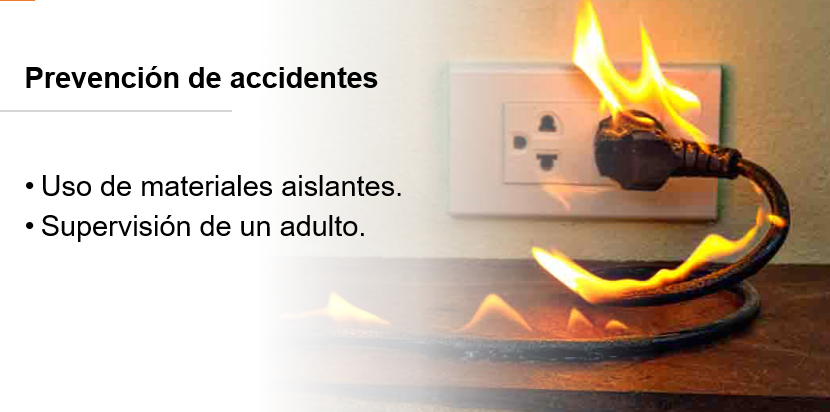 Prevención de accidentes
• Uso de materiales aislantes.
• Supervisión de un adulto.